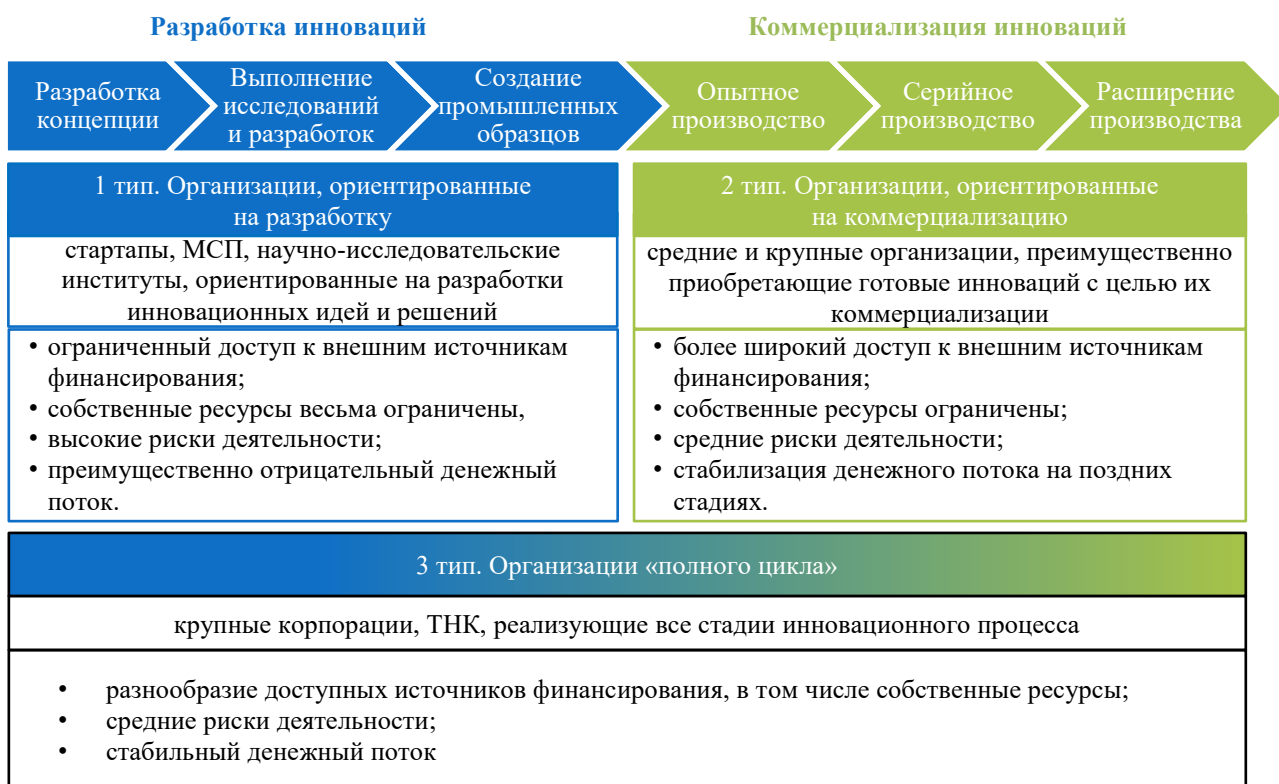 Разработка инноваций
Коммерциализация инноваций
Разработка
концепции
Выполнение
исследований
и разработок
Создание
промышленных
образцов
Опытное
производство
Серийное
производство
Расширение
производства
1 тип. Организации, ориентированные
на разработку
стартапы, МСП, научно-исследовательские
институты, ориентированные на разработки
инновационных идей и решений
• ограниченный доступ к внешним источникам
финансирования;
• собственные ресурсы весьма ограничены,
• высокие риски деятельности;
• преимущественно отрицательный денежный
поток.
2 тип. Организации, ориентированные
на коммерциализацию
средние и крупные организации, преимущественно
приобретающие готовые инноваций с целью их
коммерциализации
• более широкий доступ к внешним источникам
финансирования;
• собственные ресурсы ограничены;
• средние риски деятельности;
• стабилизация денежного потока на поздних
стадиях.
3 тип. Организации «полного цикла»
крупные корпорации, ТНК, реализующие все стадии инновационного процесса
• разнообразие доступных источников финансирования, в том числе собственные ресурсы;
• средние риски деятельности;
• стабильный денежный поток